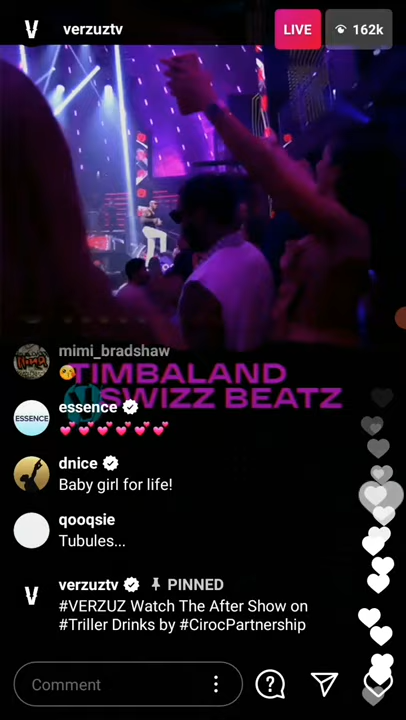 verzuztv
LIVE
162k
mimi_bradshaw
TIMBALAND
SWIZZ BEATZ
essence
ESSENCE
dnice
Baby girl for life!
qooqsie
Tubules...
verzuztv PINNED
#VERZUZ Watch The After Show on
#Triller Drinks by #CirocPartnership
Comment